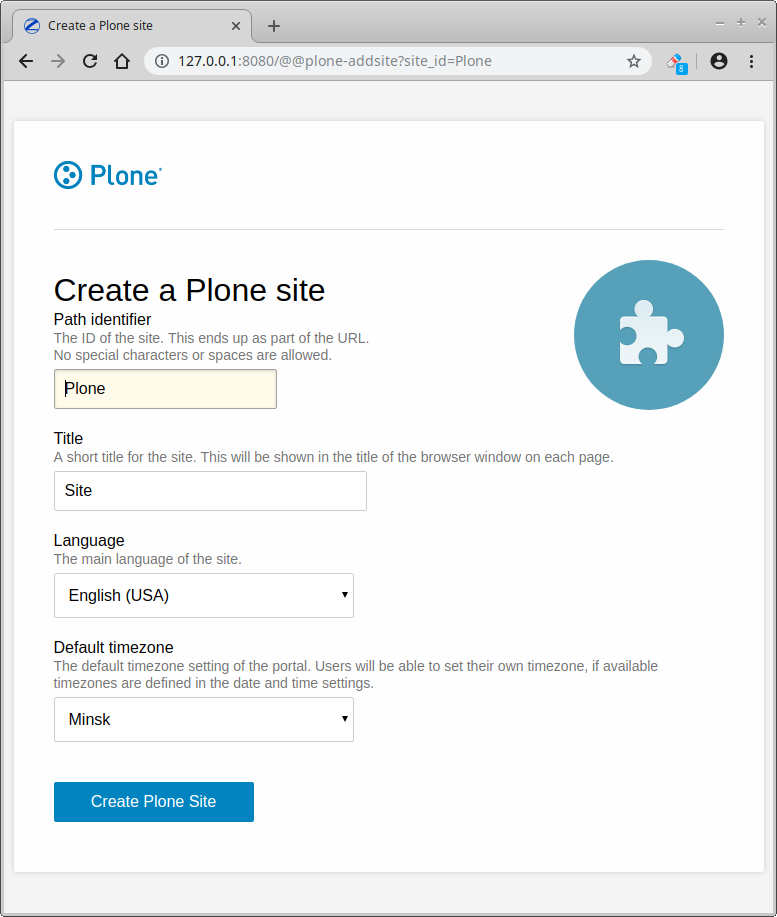 Create a Plone site
127.0.0.1:8080/@@plone-addsite?site_id=Plone
8
Plone
Create a Plone site
Path identifier
The ID of the site. This ends up as part of the URL.
No special characters or spaces are allowed.
Plone
Title
A short title for the site. This will be shown in the title of the browser window on each page.
Site
Language
The main language of the site.
English (USA)
Default timezone
The default timezone setting of the portal. Users will be able to set their own timezone, if available
timezones are defined in the date and time settings.
Minsk
Create Plone Site